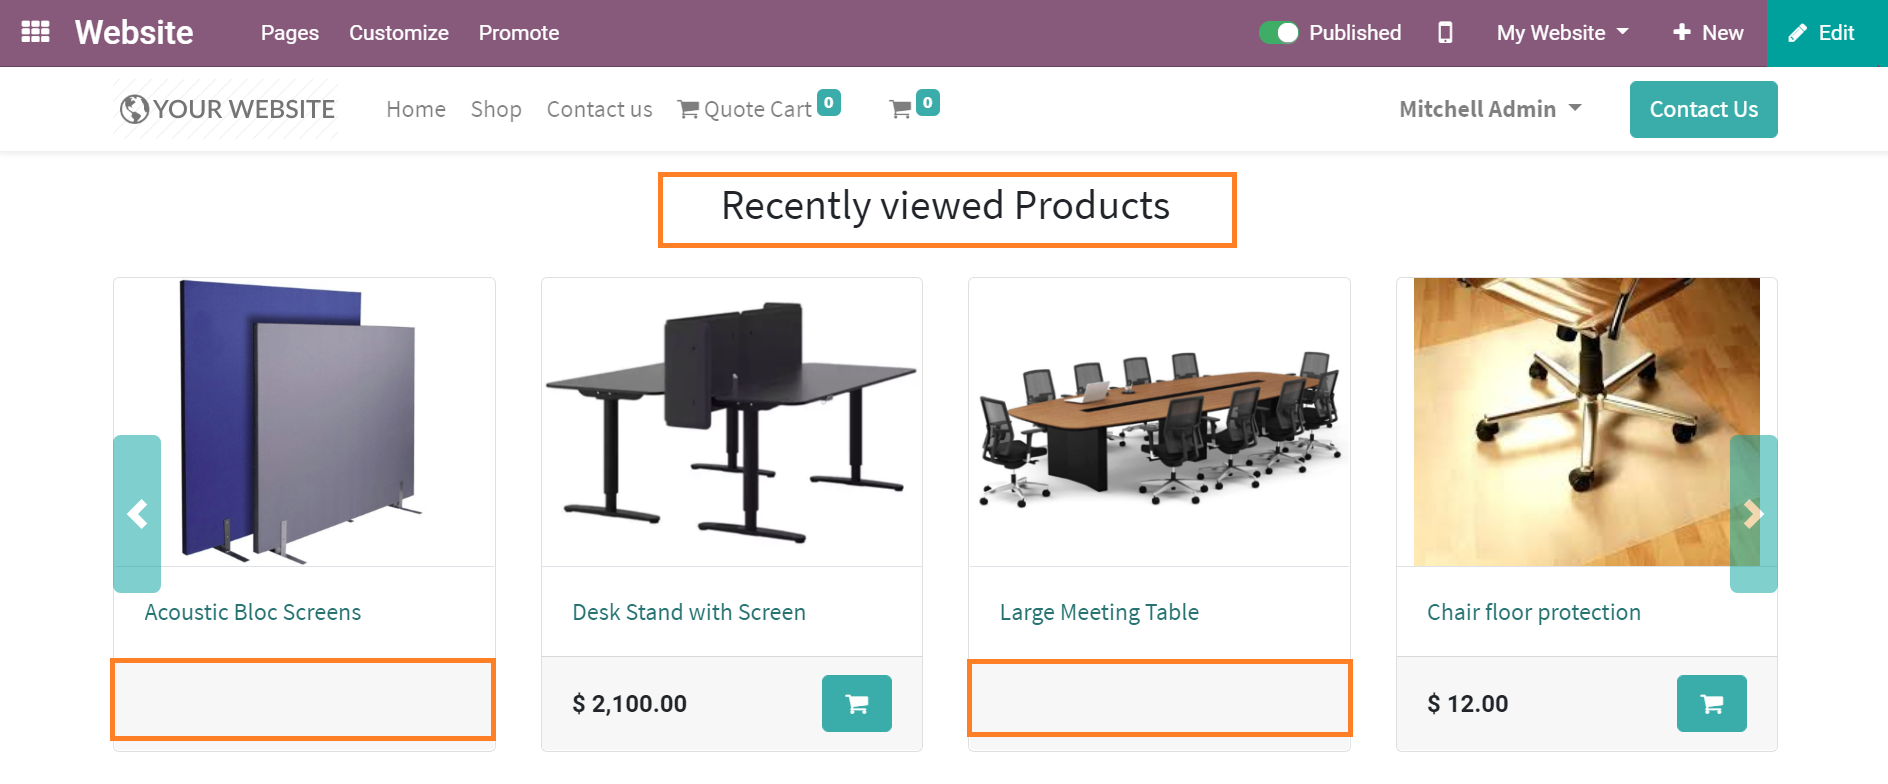 Website Pages Customize Promote Published My Website New Edit
YOUR WEBSITE Home Shop Contact us Quote Cart 0 0 Mitchell Admin Contact Us
Recently viewed Products
Acoustic Bloc Screens Desk Stand with Screen Large Meeting Table Chair floor protection
$ 2,100.00 $ 12.00